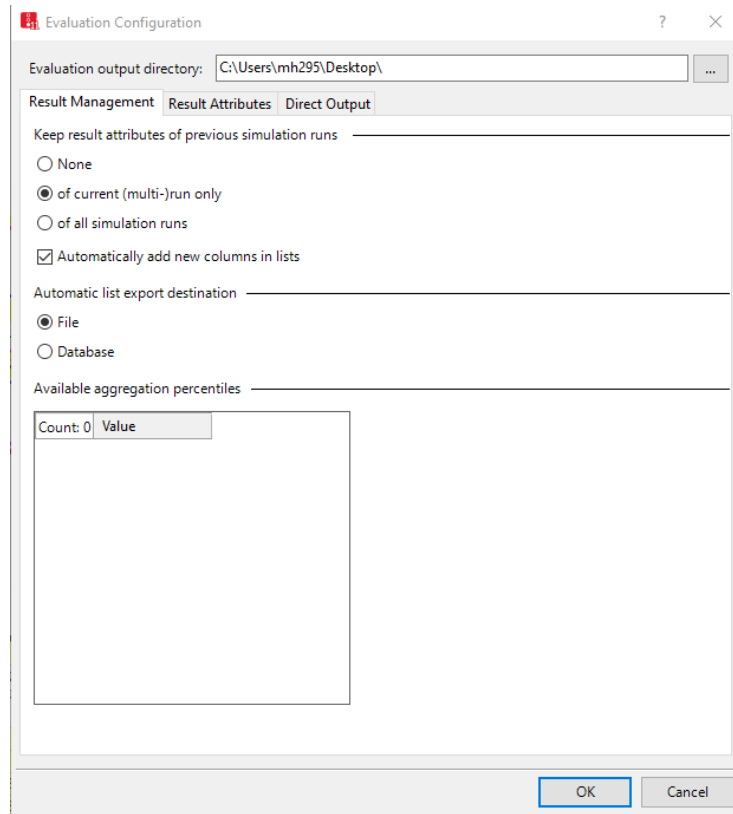 Evaluation Configuration
Evaluation output directory: C:\Users\mh295\Desktop\ ...
Result Management Result Attributes Direct Output
Keep result attributes of previous simulation runs
None
of current (multi-)run only
of all simulation runs
Automatically add new columns in lists
Automatic list export destination
File
Database
Available aggregation percentiles
Count: 0 Value
OK Cancel